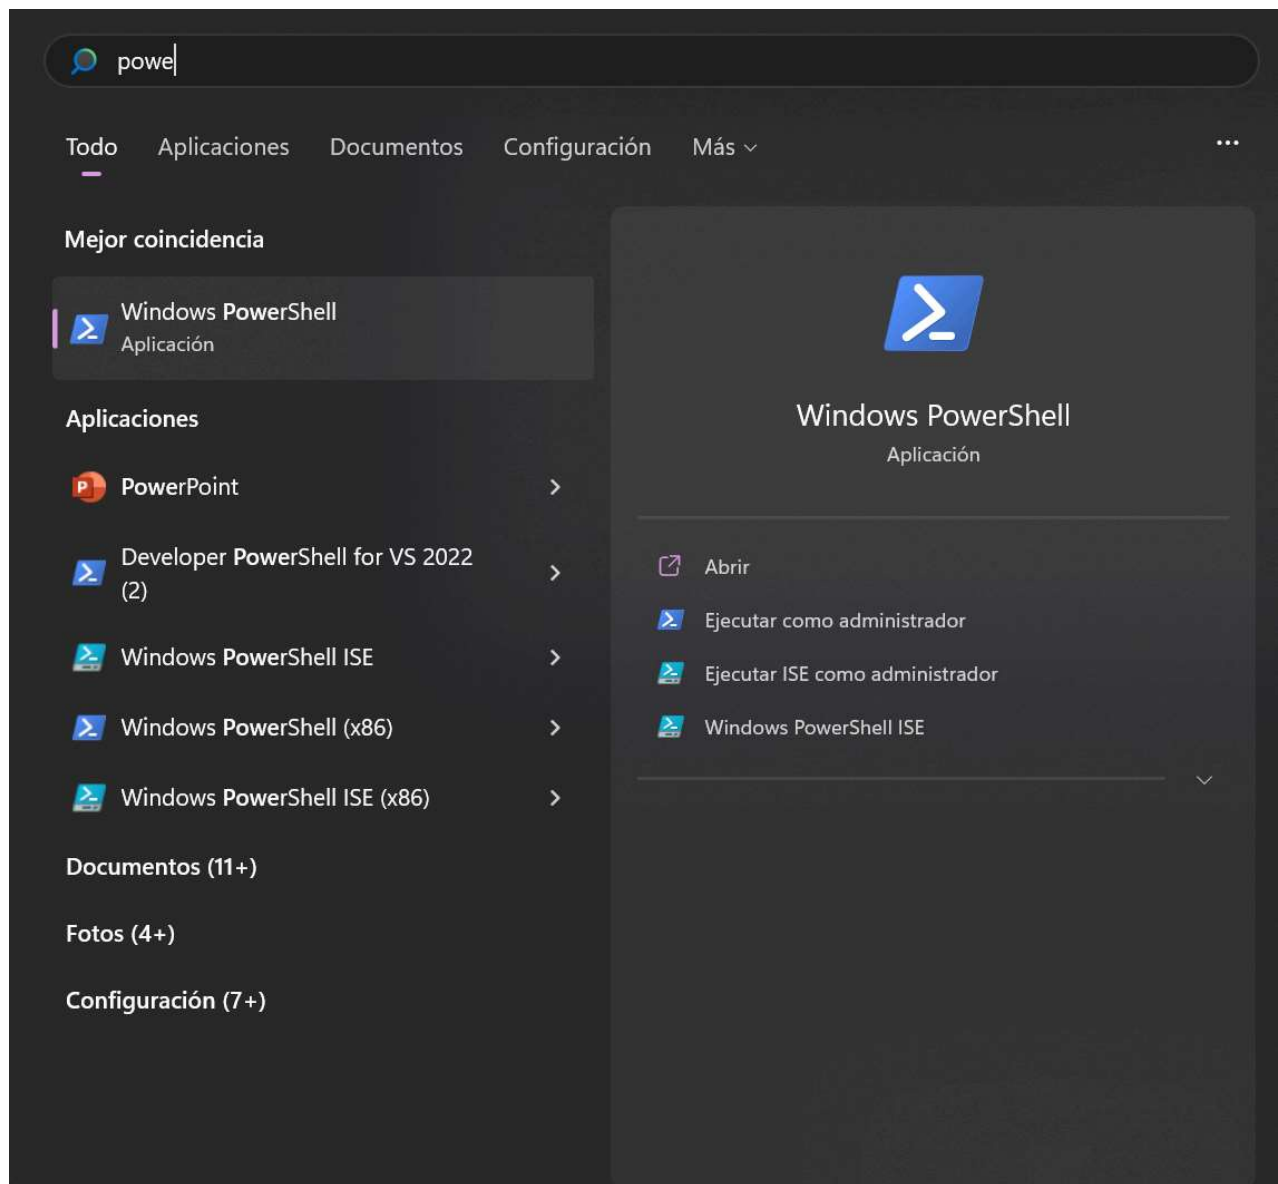 powe
Todo Aplicaciones Documentos Configuración Más
Mejor coincidencia
Windows PowerShell
Aplicación
Aplicaciones
PowerPoint
Developer PowerShell for VS 2022
(2)
Windows PowerShell ISE
Windows PowerShell (x86)
Windows PowerShell ISE (x86)
Documentos (11+)
Fotos (4+)
Configuración (7+)
Windows PowerShell
Aplicación
Abrir
Ejecutar como administrador
Ejecutar ISE como administrador
Windows PowerShell ISE